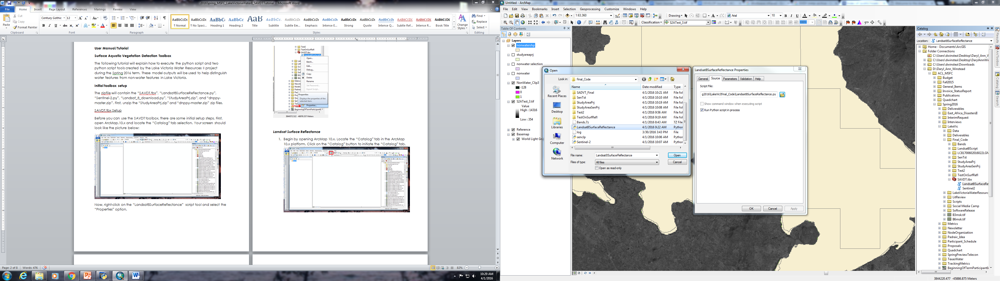 2016Spring_MSFC_LakeVictoriaWaterII_SAVDTTutorial - Microsoft Word
File Home Insert Page Layout References Mailings Review View
Cut
Copy
Format Painter
Paste
Century Gothic 12
Clipboard Font Paragraph Styles Editing
¶ Normal ¶ No Spaci... Heading 1 Heading 2 Title Subtitle Subtle Em... Emphasis Intense E... Strong Quote Intense Q... Subtle Ref... Intense R... Book Title
Change Styles
Find
Replace
Select
User Manual/Tutorial
Surface Aquatic Vegetation Detection Toolbox
The following tutorial will explain how to execute the python script and two
python script tools created by the Lake Victoria Water Resources II project
during the Spring 2016 term. These model outputs will be used to help distinguish
water features from non-water features in Lake Victoria.
Initial toolbox setup
The zipfile will contain the “SAVDT.tbx”, “Landsat8SurfaceReflectance.py”,
“Sentinel-2.py”, “Landsat_8_download.py”, “StudyAreaPrj.zip”, and “dnppy-
master.zip”. First, unzip the “StudyAreaPrj.zip” and “dnppy-master.zip” zip files.
SAVDT.tbx Setup
Before you can use the SAVDT toolbox, there are some initial setup steps. First,
open ArcMap.10.x and locate the “Catalog” tab selection. Your screen should
look like the picture below:
Now, right-click on the “Landsat8SurfaceReflectance” script tool and select the
“Properties” option.
Test2
TestOnSurfRefl
SAVDT.tbx
Open...
Batch...
Edit...
Debug...
Copy
Delete
Rename
Set Password...
Export Script...
Properties
Displays the properties of the
selected item.
Properties...
BeginningOfTermParticipantI
3844572.522 -46976.537 Meters
Landsat Surface Reflectance
1. Begin by opening ArcMap 10.x. Locate the “Catalog” tab in the ArcMap
10.x platform. Click on the “Catalog” button to initiate the “Catalog” tab.
Page: 2 of 8 Words: 476
82%
10:29 AM
4/1/2016
Untitled - ArcMap
File Edit View Bookmarks Insert Selection Geoprocessing Customize Windows Help
1:63,360
Drawing
Arial 10
Classification S2ATest_3.tif
Table Of Contents
Layers
nonwatershp
studyareaprj
nonwater selection
nonwater
NonWater_Clip3
-128
0
1
S2ATest_3.tif
Value
High : 14316
Low : 354
Reference
Basemap
World Light Gra
Open
Look in: Final_Code
Name Date modified Type
SADVT_Final 4/1/2016 10:21 AM File fol
SenTst 4/1/2016 10:10 AM File fol
StudyAreaPrj 4/1/2016 10:19 AM File fol
StudyAreaSenPrj 4/1/2016 10:08 AM File fol
Test2 4/1/2016 9:56 AM File fol
TestOnSurfRefl 4/1/2016 9:19 AM File fol
Bands.7z 4/1/2016 8:43 AM 7Z File
Landsat8SurfaceReflectance 4/1/2016 9:22 AM Python
log 3/30/2016 3:43 PM File
senclp 4/1/2016 10:06 AM Python
Sentinel-2 4/1/2016 10:07 AM Python
Recent Places
Desktop
Libraries
Computer
Network
File name: Landsat8SurfaceReflectance Open
Files of type: All files Cancel
Open as read-only
Landsat8SurfaceReflectance Properties
General Source Parameters Validation Help
Script File:
g2016\LakeVic\Final_Code\Landsat8SurfaceReflectance.py
Show command window when executing script
Run Python script in process
OK Cancel Apply
Catalog
Location: Landsat8SurfaceReflectance
Home - Documents\ArcGIS
Folder Connections
C:\Users\dwinstea\Desktop\Daryl_Ann_W
C:\Users\dwinstea\Desktop\DarylAnnWin
C:\Users\dwinstea\Downloads
D:\Daryl_Ann_Winstead
ACL_MSFC
Budget
Fall2015
General_Items
Invoice_StatusReport
Publications
Quadchart
Spring2016
Deliverables
East_Africa_DisastersII
InterimRequest
Interviews
LakeVic
Data
Deliverables
Final_Code
Bands
Landsat8Script
LC81700602016022LGN
SenTst
StudyAreaPrj
StudyAreaSenPrj
Test2
TestOnSurfRefl
SAVDT.tbx
Landsat8SurfaceRe
Sentinel2
LakeVictoriaWaterResourc
LitReview
Scripts
Social Media Camp
SoftwareRelease
B3msk.tif
B6msk.tif
Metrics
Newsletter
NodeOrganization
Padraic_Idea
Participant_Schedule
Proposals
Quadchart
SpringPreviewTelecon
TexasWater
TrackingMetrics
BeginningOfTermParticipantI
Results
ArcToolbox
Catalog
Search
3844220.477 -45886.875 Meters